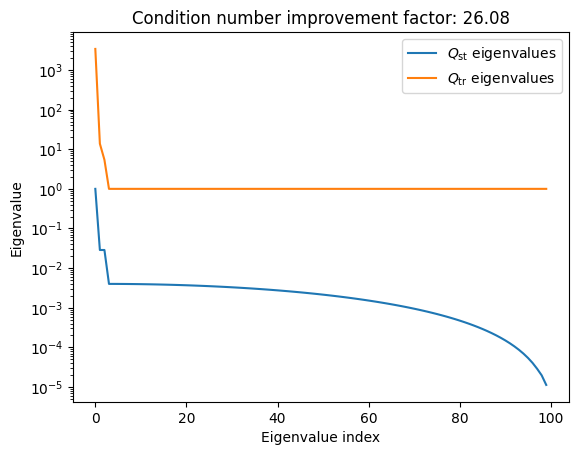 Condition number improvement factor: 26.08
Q_st eigenvalues
Q_tr eigenvalues
Eigenvalue
10^3
10^2
10^1
10^0
10^−1
10^−2
10^−3
10^−4
10^−5
0 20 40 60 80 100
Eigenvalue index